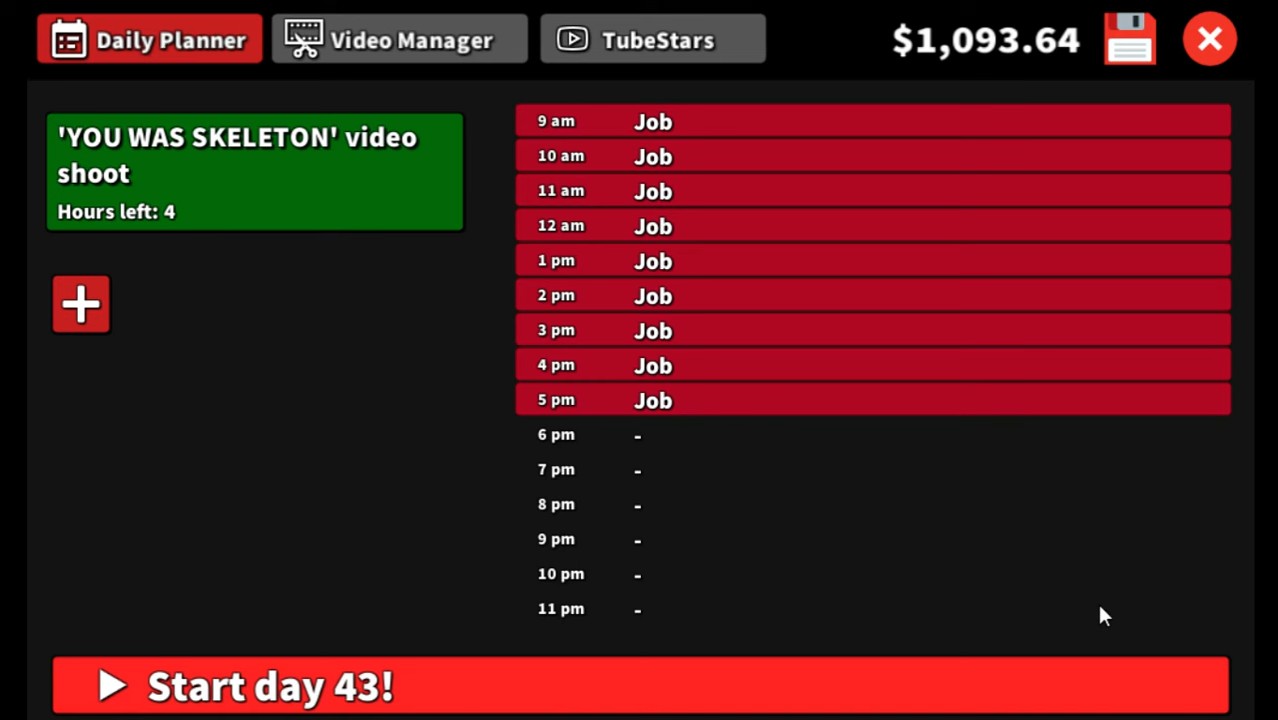 Daily Planner Video Manager TubeStars $1,093.64
'YOU WAS SKELETON' video
shoot
Hours left: 4
9 am Job
10 am Job
11 am Job
12 am Job
1 pm Job
2 pm Job
3 pm Job
4 pm Job
5 pm Job
6 pm -
7 pm -
8 pm -
9 pm -
10 pm -
11 pm -
Start day 43!